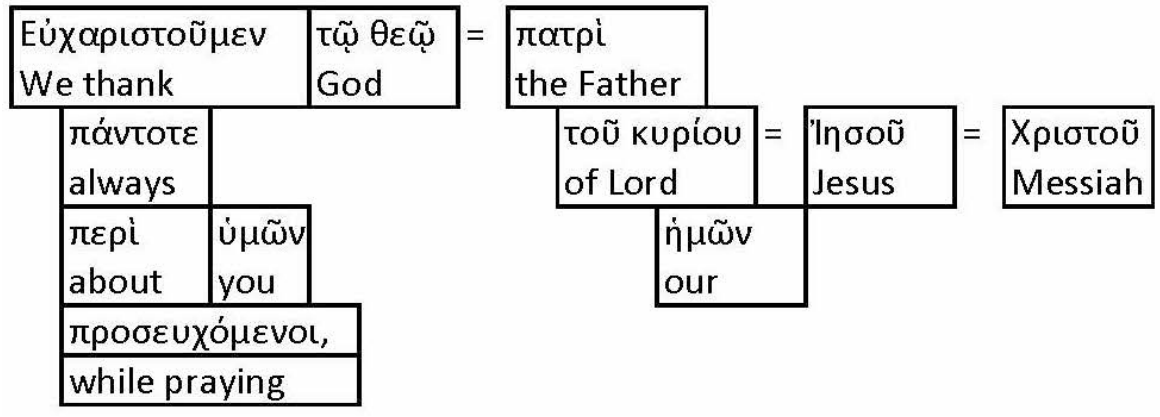 Εὐχαριστοῦμεν τῷ θεῷ = πατρὶ
We thank God the Father
πάντοτε τοῦ κυρίου = Ἰησοῦ = Χριστοῦ
always of Lord Jesus Messiah
περὶ ὑμῶν ἡμῶν
about you our
προσευχόμενοι,
while praying